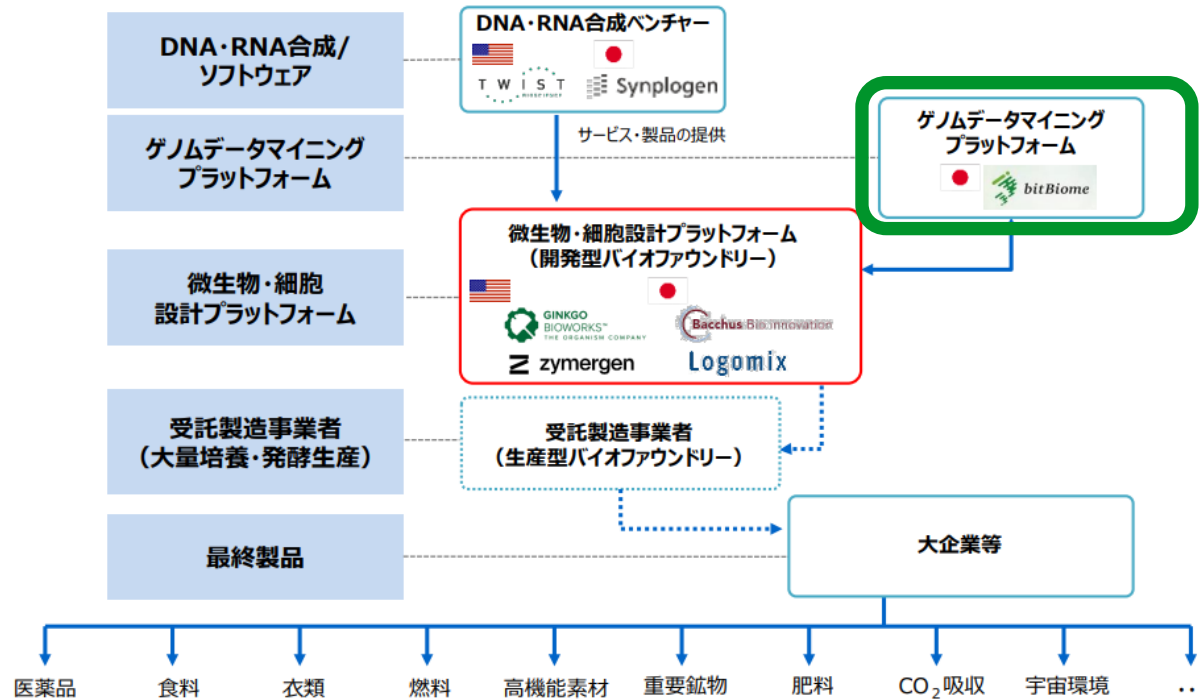 DNA・RNA合成/
ソフトウェア
DNA・RNA合成ベンチャー
TWIST
BIOSCIENCE
Synplogen
サービス・製品の提供
ゲノムデータマイニング
プラットフォーム
ゲノムデータマイニング
プラットフォーム
bitBiome
微生物・細胞
設計プラットフォーム
微生物・細胞設計プラットフォーム
（開発型バイオファウンドリー）
GINKGO
BIOWORKS™
THE ORGANISM COMPANY
Bacchus Bio innovation
zymergen
Logomix
受託製造事業者
（大量培養・発酵生産）
受託製造事業者
（生産型バイオファウンドリー）
最終製品
大企業等
医薬品
食料
衣類
燃料
高機能素材
重要鉱物
肥料
CO₂吸収
宇宙環境
‥